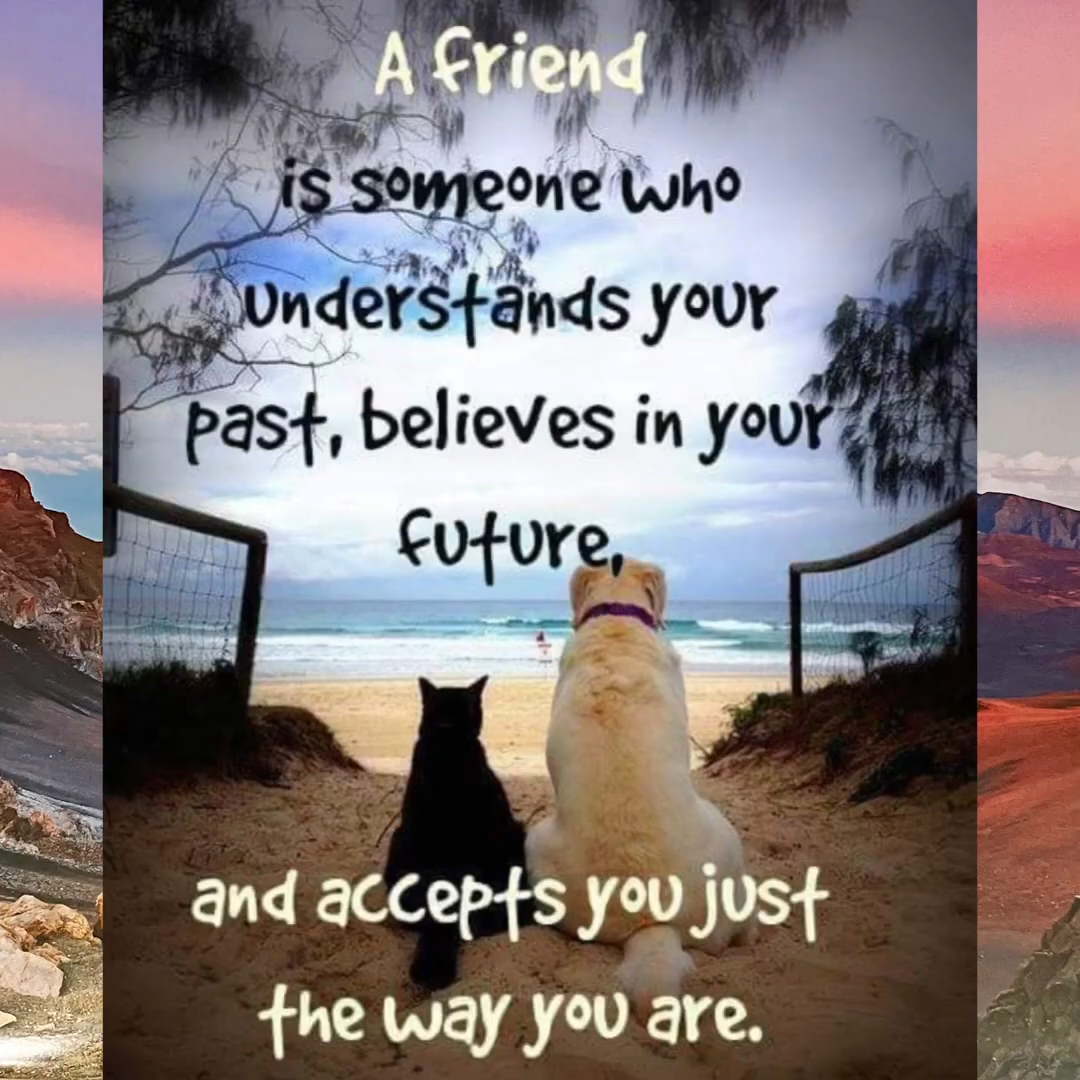 A friend
is someone who
understands your
past, believes in your
future,
and accepts you just
the way you are.